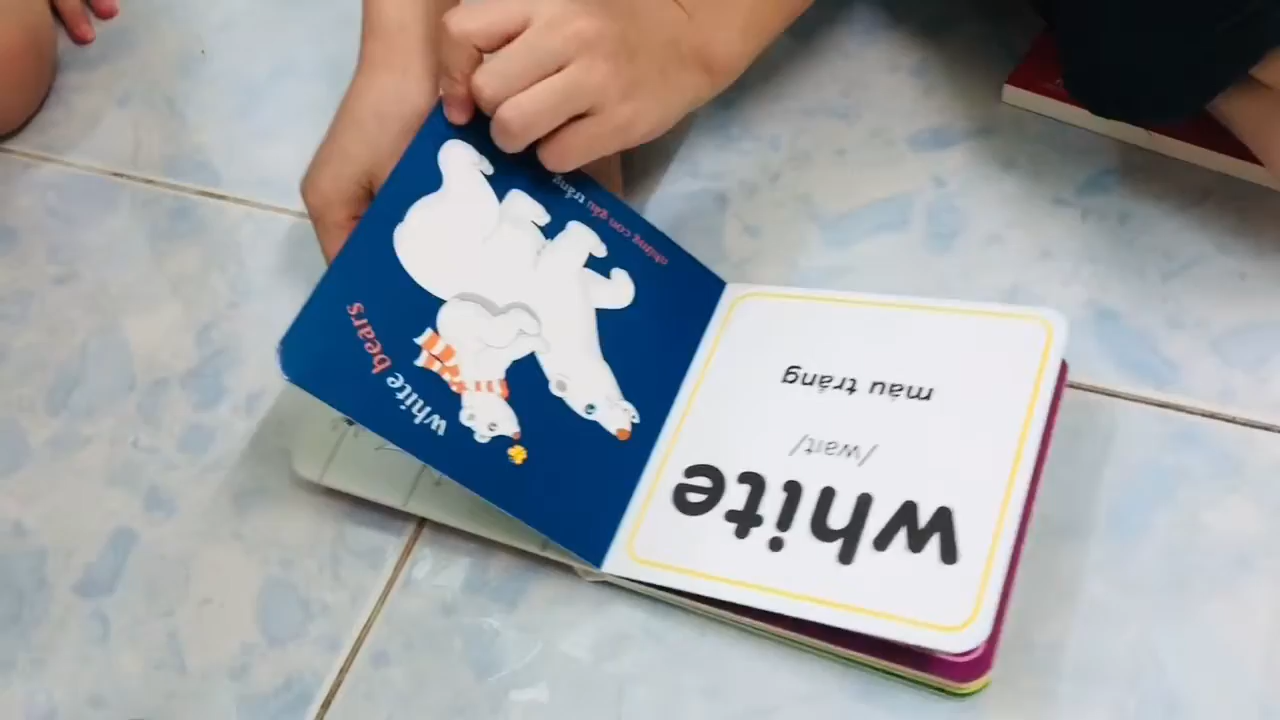 white
/waɪt/
màu trắng
white bears
những con gấu trắng